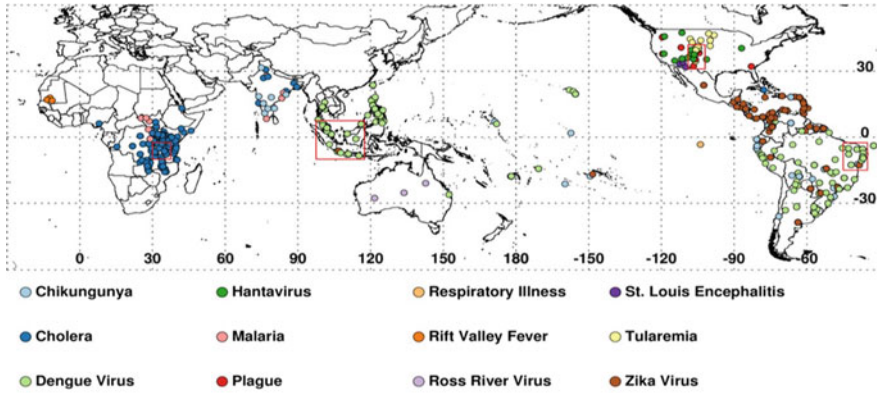 30
0
-30
0 30 60 90 120 150 180 -150 -120 -90 -60
Chikungunya Hantavirus Respiratory Illness St. Louis Encephalitis
Cholera Malaria Rift Valley Fever Tularemia
Dengue Virus Plague Ross River Virus Zika Virus